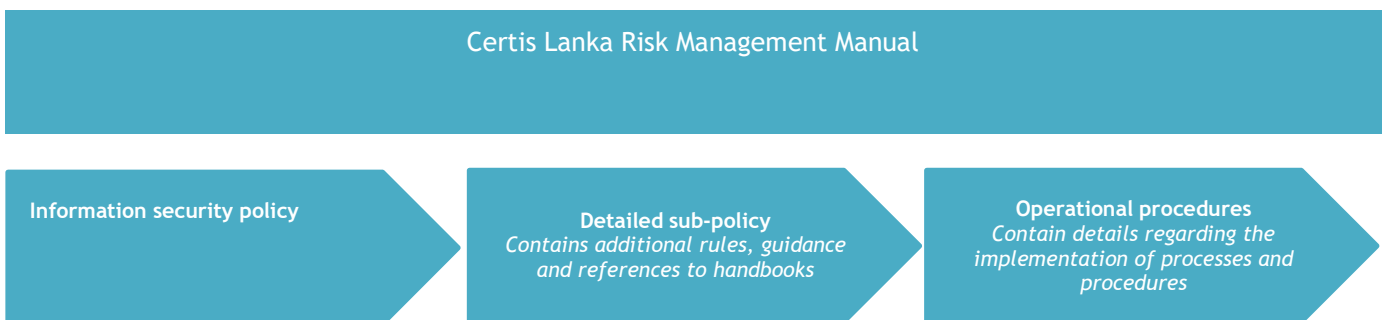 Certis Lanka Risk Management Manual
Information security policy
Detailed sub-policy
Contains additional rules, guidance
and references to handbooks
Operational procedures
Contain details regarding the
implementation of processes and
procedures